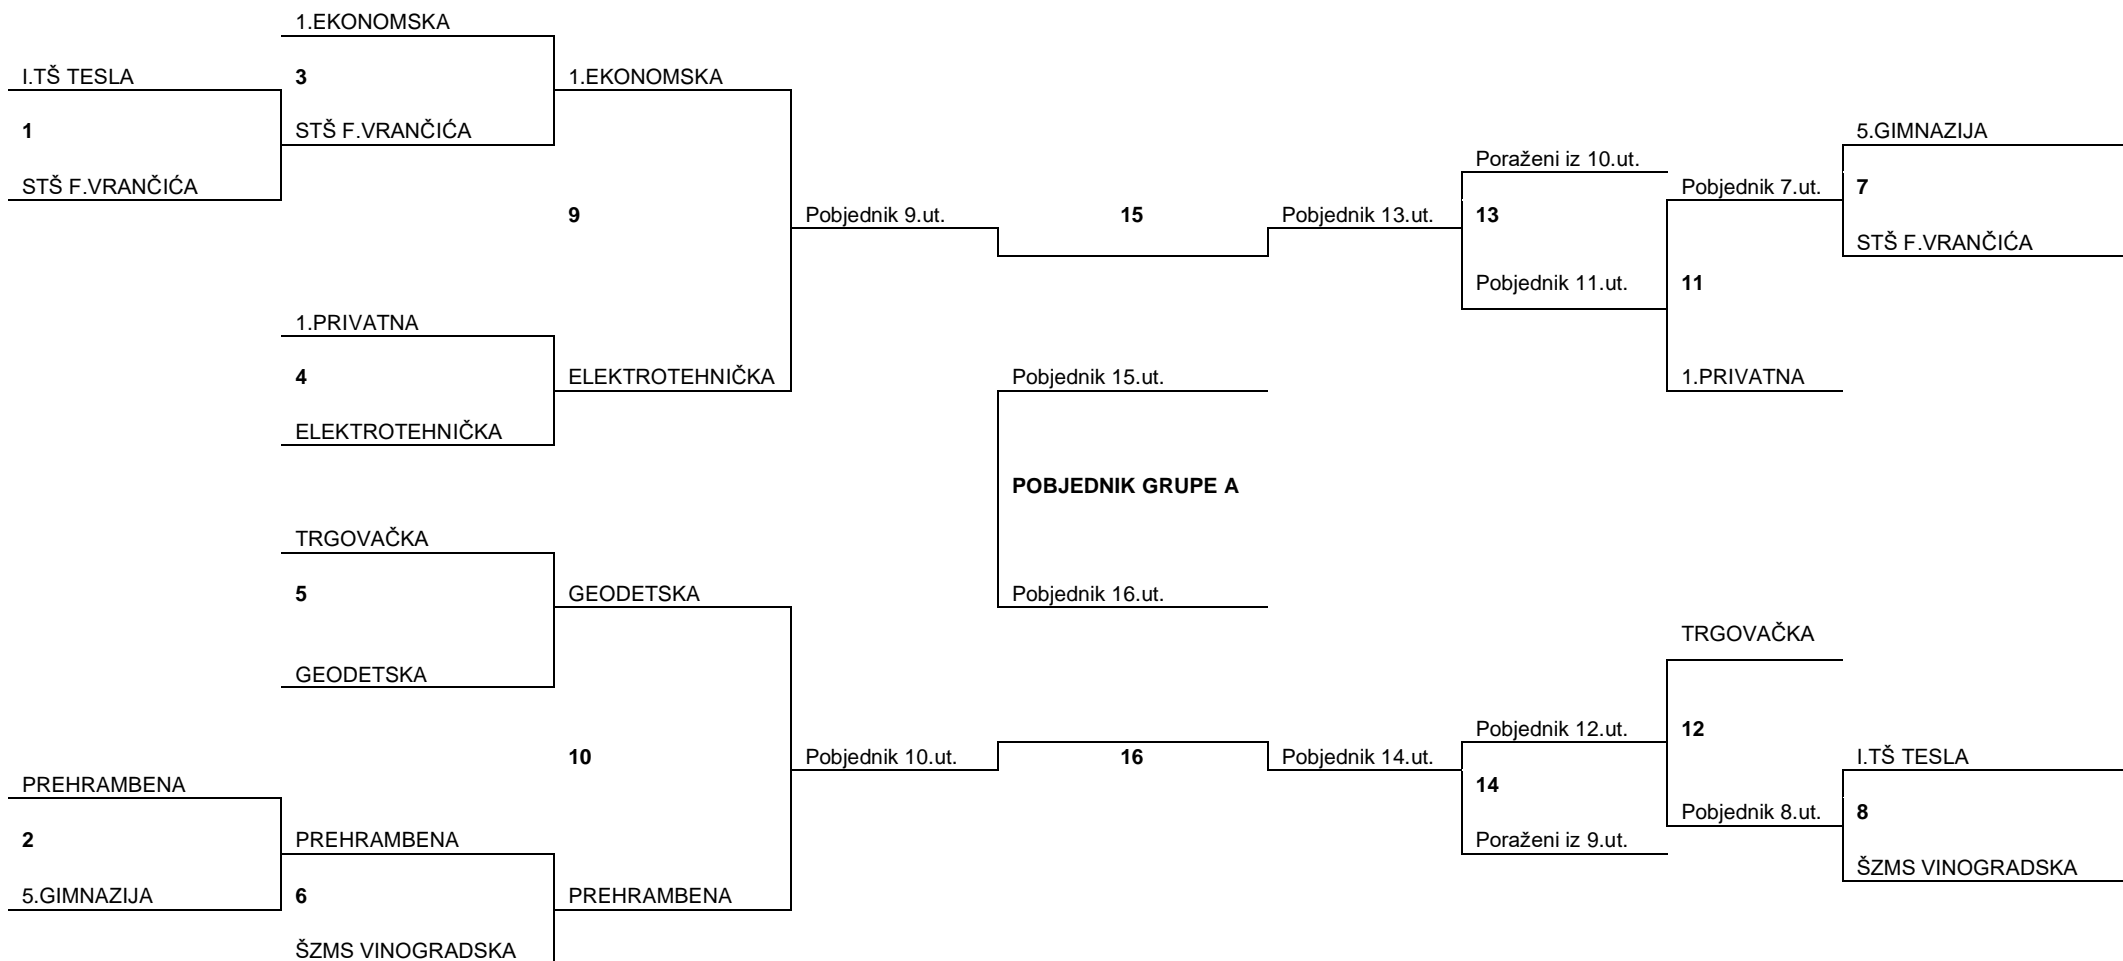 1.EKONOMSKA
I.TŠ TESLA
3
1.EKONOMSKA
1
STŠ F.VRANČIĆA
5.GIMNAZIJA
Poraženi iz 10.ut.
STŠ F.VRANČIĆA
Pobjednik 7.ut.
7
9
Pobjednik 9.ut.
15
Pobjednik 13.ut.
13
STŠ F.VRANČIĆA
Pobjednik 11.ut.
11
1.PRIVATNA
4
ELEKTROTEHNIČKA
Pobjednik 15.ut.
1.PRIVATNA
ELEKTROTEHNIČKA
POBJEDNIK GRUPE A
TRGOVAČKA
5
GEODETSKA
Pobjednik 16.ut.
TRGOVAČKA
GEODETSKA
Pobjednik 12.ut.
12
10
Pobjednik 10.ut.
16
Pobjednik 14.ut.
I.TŠ TESLA
PREHRAMBENA
14
Pobjednik 8.ut.
8
2
PREHRAMBENA
Poraženi iz 9.ut.
ŠZMS VINOGRADSKA
5.GIMNAZIJA
6
PREHRAMBENA
ŠZMS VINOGRADSKA